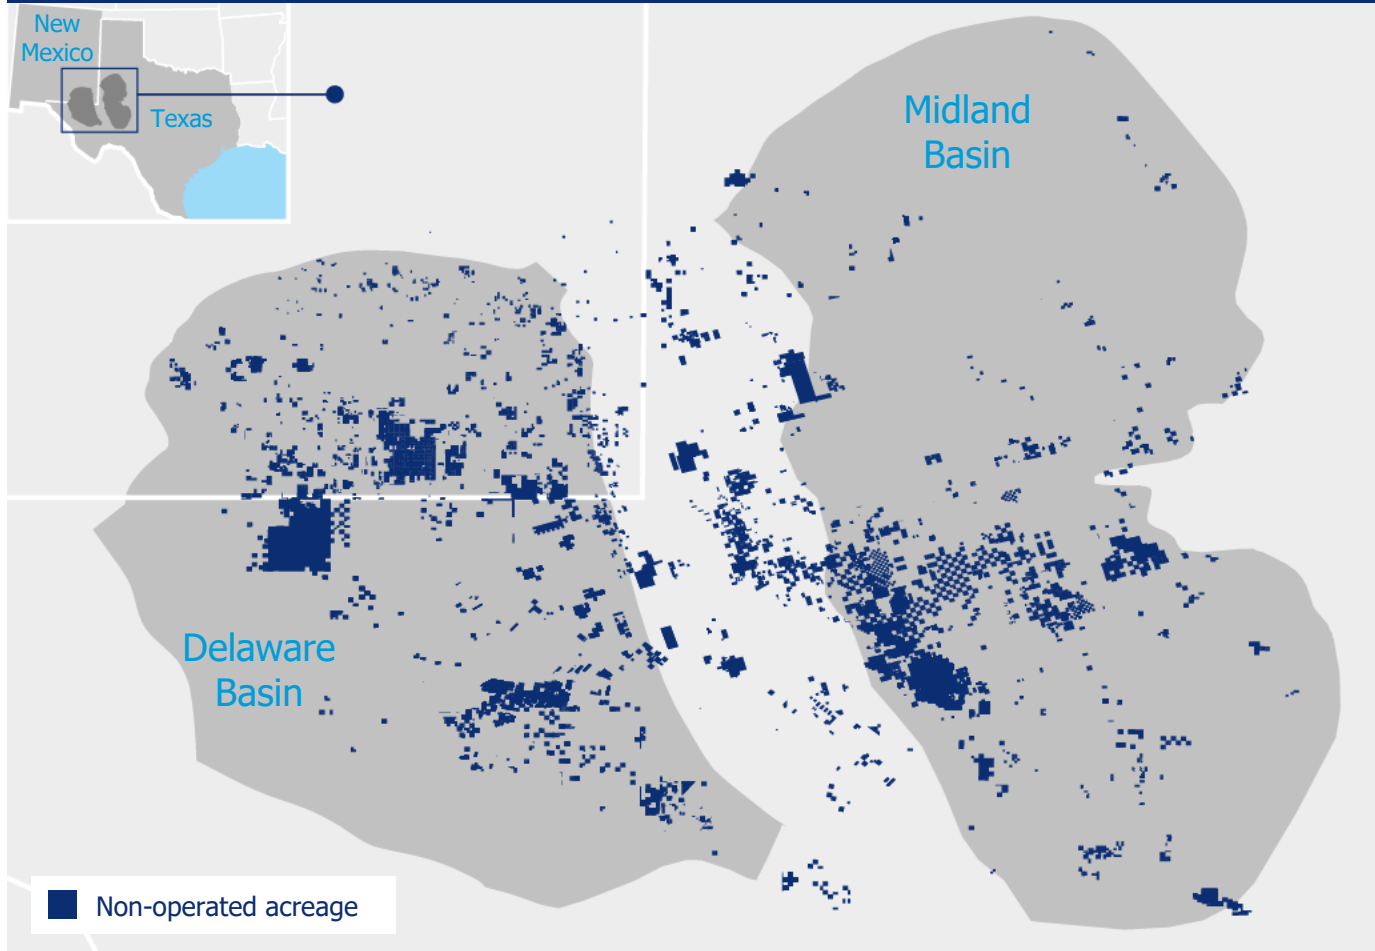 New
Mexico
Texas
Midland
Basin
Delaware
Basin
Non-operated acreage